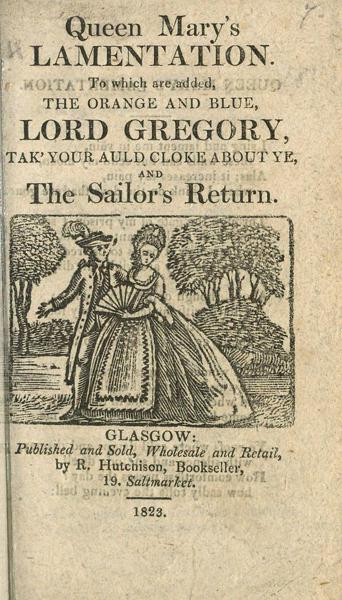 7.
Queen Mary's
LAMENTATION.
To which are added,
THE ORANGE AND BLUE,
LORD GREGORY,
TAK' YOUR AULD CLOKE ABOUT YE,
AND
The Sailor's Return.
GLASGOW:
Published and Sold, Wholesale and Retail,
by R. Hutchison, Bookseller,
19. Saltmarket.
1823.